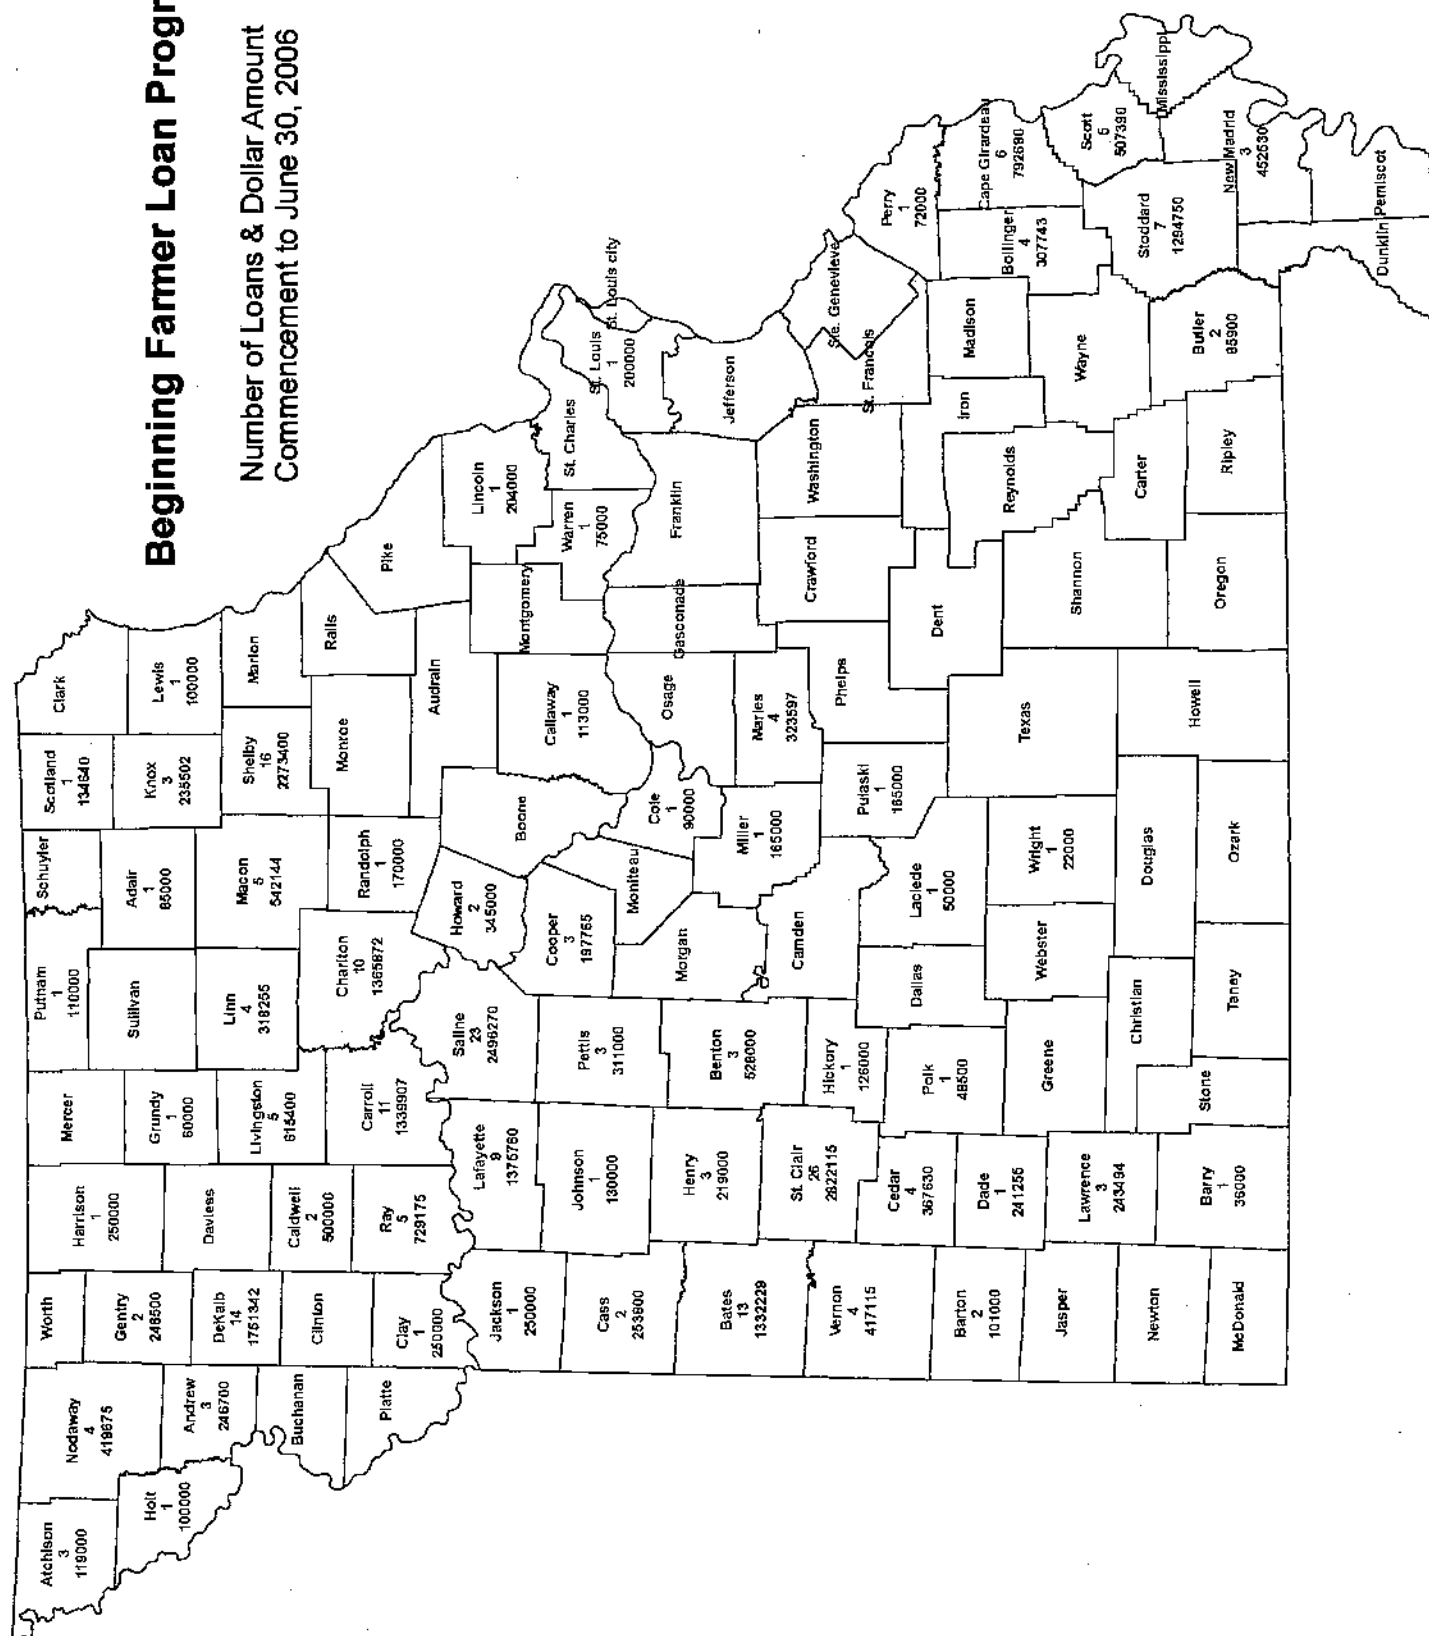 Beginning Farmer Loan Progr
Number of Loans & Dollar Amount
Commencement to June 30, 2006
Atchison
3
119000
Nodaway
4
419675
Worth
Harrison
1
250000
Mercer
Putnam
1
110000
Schuyler
Scotland
1
134640
Clark
Holt
1
100000
Andrew
3
246700
Gentry
2
246500
DeKalb
14
1751342
Daviess
Grundy
1
60000
Sullivan
Adair
1
85000
Knox
3
235502
Lewis
1
100000
Buchanan
Clinton
Caldwell
2
500000
Livingston
5
615400
Linn
4
318255
Macon
5
542144
Shelby
16
2273400
Marion
Platte
Clay
1
250000
Ray
5
729175
Carroll
11
1339907
Chariton
10
1365872
Randolph
1
170000
Monroe
Ralls
Pike
Jackson
1
250000
Lafayette
9
1375760
Saline
23
2496270
Howard
2
345000
Boone
Audrain
Callaway
1
113000
Montgomery
Lincoln
1
204000
Warren
1
75000
St. Charles
St. Louis
1
200000
St. Louis city
Cass
2
253800
Johnson
1
130000
Pettis
3
311000
Cooper
3
197755
Moniteau
Cole
1
90000
Osage
Gasconade
Franklin
Jefferson
Bates
13
1332229
Henry
3
219000
Benton
3
528000
Morgan
Miller
1
165000
Maries
4
323597
Crawford
Washington
St. Francois
Ste. Genevieve
Perry
1
72000
Vernon
4
417115
St. Clair
26
2822115
Hickory
1
126000
Camden
Pulaski
1
165000
Phelps
Dent
Iron
Madison
Bollinger
4
307743
Cape Girardeau
6
792690
Barton
2
101000
Cedar
4
367630
Polk
1
48500
Dallas
Laclede
1
50000
Texas
Reynolds
Wayne
Stoddard
7
1294750
Scott
5
507390
Mississippi
Jasper
Dade
1
241255
Greene
Webster
Wright
1
22000
Shannon
Carter
Butler
2
85900
New Madrid
3
452530
Newton
Lawrence
3
243494
Christian
Douglas
Howell
Oregon
Ripley
Dunklin
Pemiscot
McDonald
Barry
1
36000
Stone
Taney
Ozark